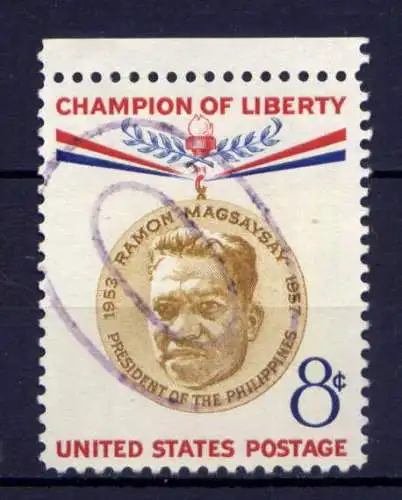 CHAMPION OF LIBERTY
RAMON MAGSAYSAY
1953
1957
PRESIDENT OF THE PHILIPPINES
8¢
UNITED STATES POSTAGE